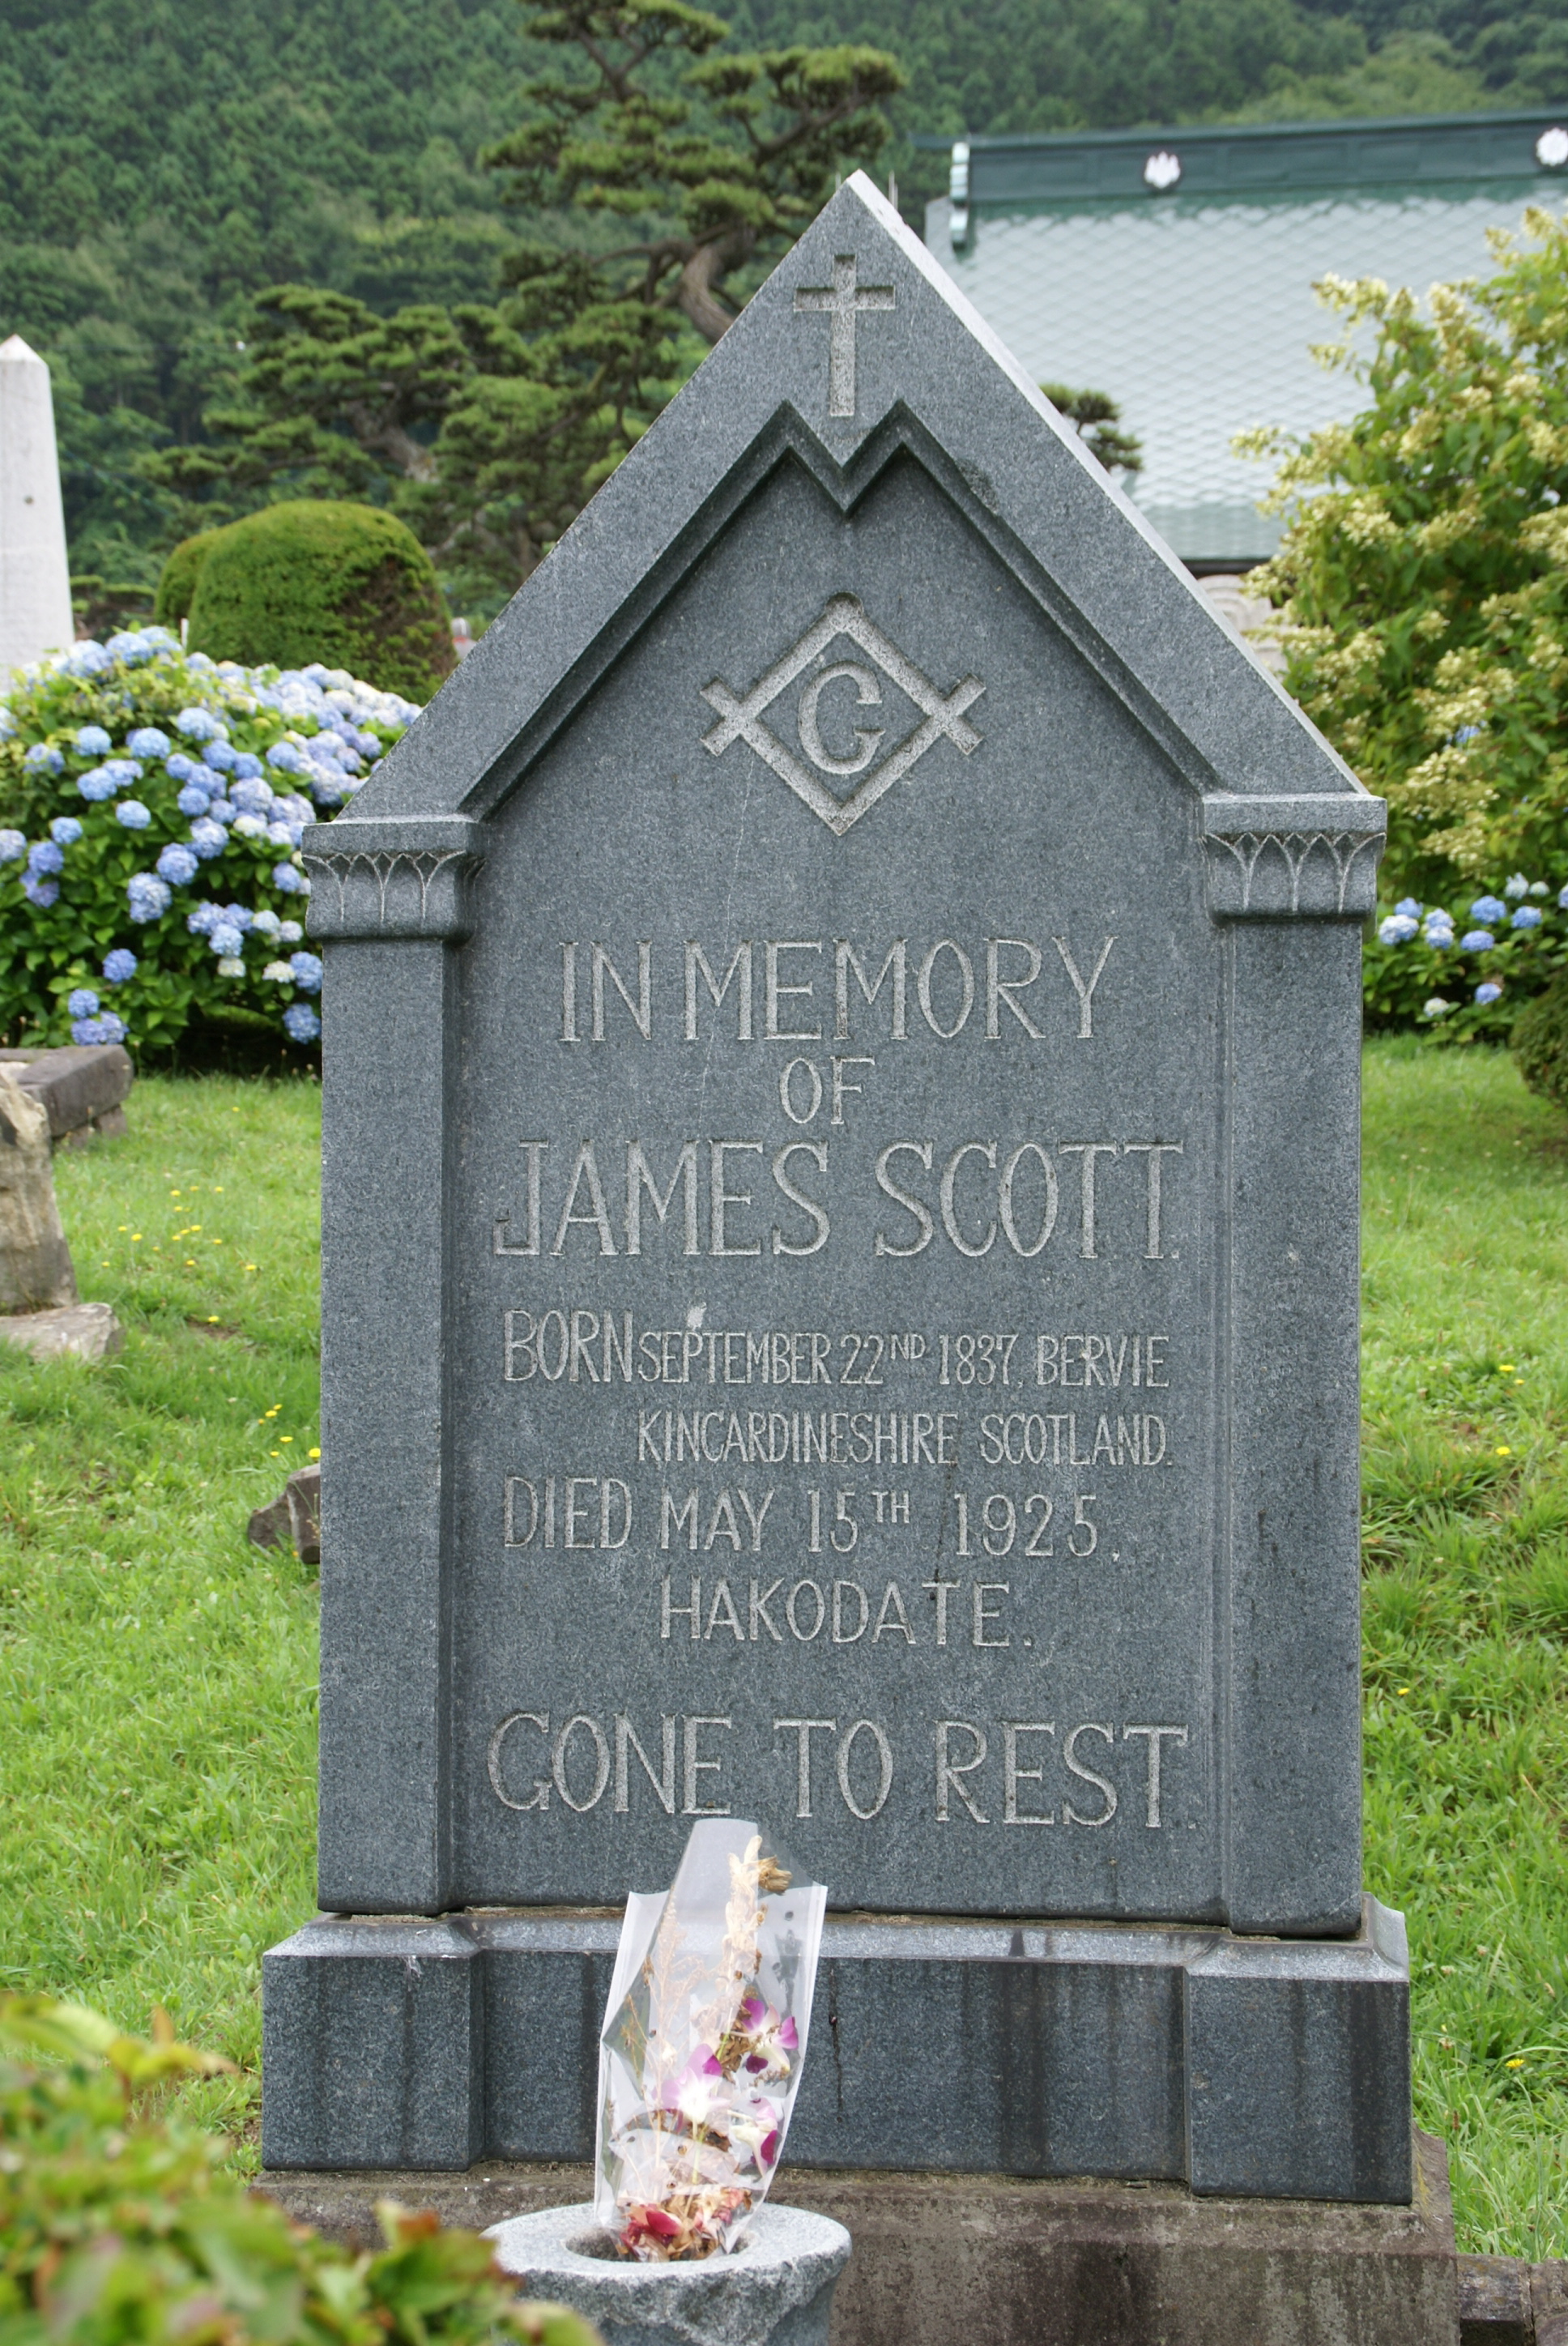 G
IN MEMORY
OF
JAMES SCOTT.
BORN SEPTEMBER 22ND 1837, BERVIE
KINCARDINESHIRE SCOTLAND.
DIED MAY 15TH 1925,
HAKODATE.
GONE TO REST.